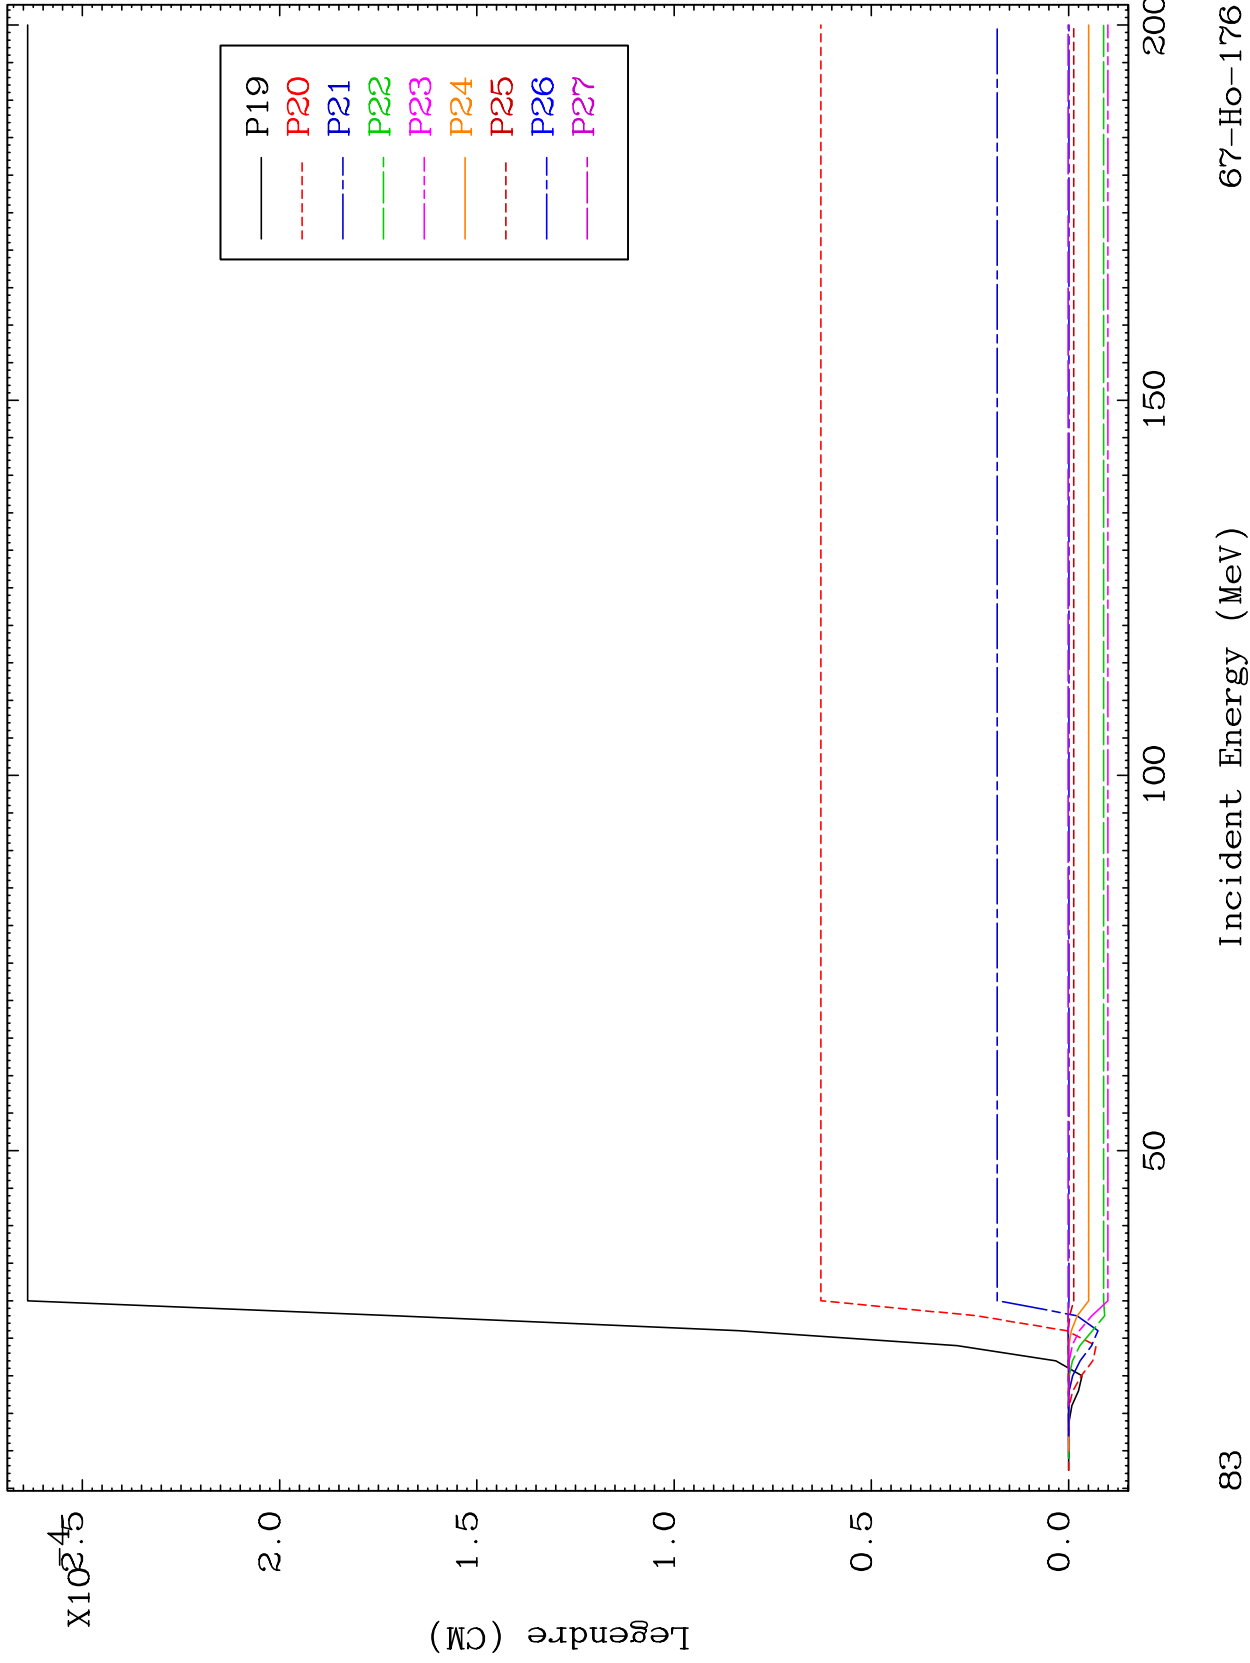 X10-4
2.5
2.0
1.5
1.0
0.5
0.0
Legendre (CM)
P19
P20
P21
P22
P23
P24
P25
P26
P27
50
100
150
200
Incident Energy (MeV)
83
67-Ho-176